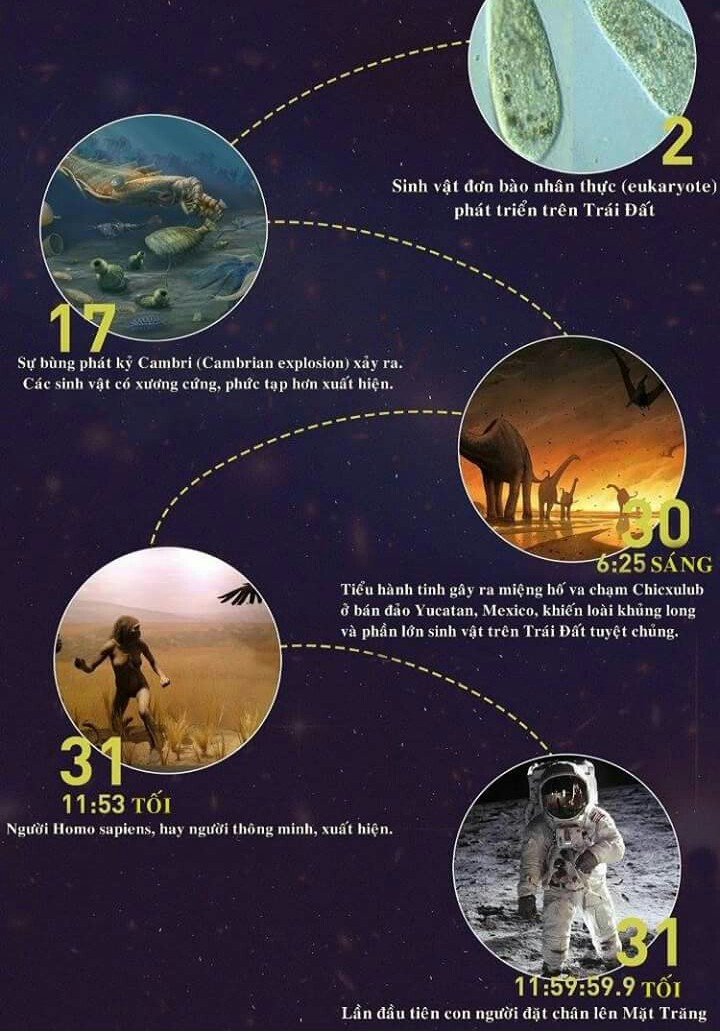 2
Sinh vật đơn bào nhân thực (eukaryote)
phát triển trên Trái Đất
17
Sự bùng phát kỷ Cambri (Cambrian explosion) xảy ra.
Các sinh vật có xương cứng, phức tạp hơn xuất hiện.
30
6:25 SÁNG
Tiểu hành tinh gây ra miệng hố va chạm Chicxulub
ở bán đảo Yucatan, Mexico, khiến loài khủng long
và phần lớn sinh vật trên Trái Đất tuyệt chủng.
31
11:53 TỐI
Người Homo sapiens, hay người thông minh, xuất hiện.
31
11:59:59.9 TỐI
Lần đầu tiên con người đặt chân lên Mặt Trăng